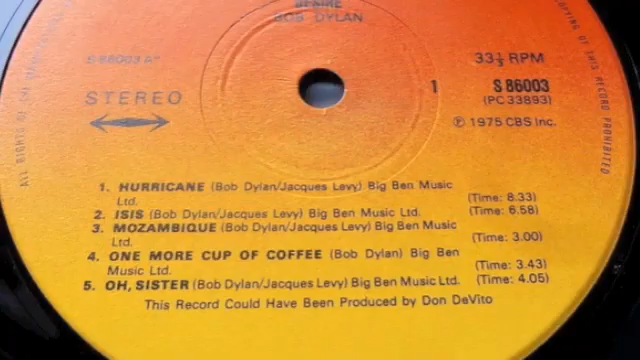 DESIRE
BOB DYLAN
S 86003 A
33⅓ RPM
STEREO
1
S 86003
(PC 33893)
℗ 1975 CBS Inc.
ALL RIGHTS OF THE
COPYING OF THIS RECORD PROHIBITED
1. HURRICANE (Bob Dylan/Jacques Levy) Big Ben Music
Ltd. (Time: 8.33)
2. ISIS (Bob Dylan/Jacques Levy) Big Ben Music Ltd. (Time: 6.58)
3. MOZAMBIQUE (Bob Dylan/Jacques Levy) Big Ben Music
Ltd. (Time: 3.00)
4. ONE MORE CUP OF COFFEE (Bob Dylan) Big Ben
Music Ltd. (Time: 3.43)
5. OH, SISTER (Bob Dylan/Jacques Levy) Big Ben Music Ltd. (Time: 4.05)
This Record Could Have Been Produced by Don DeVito